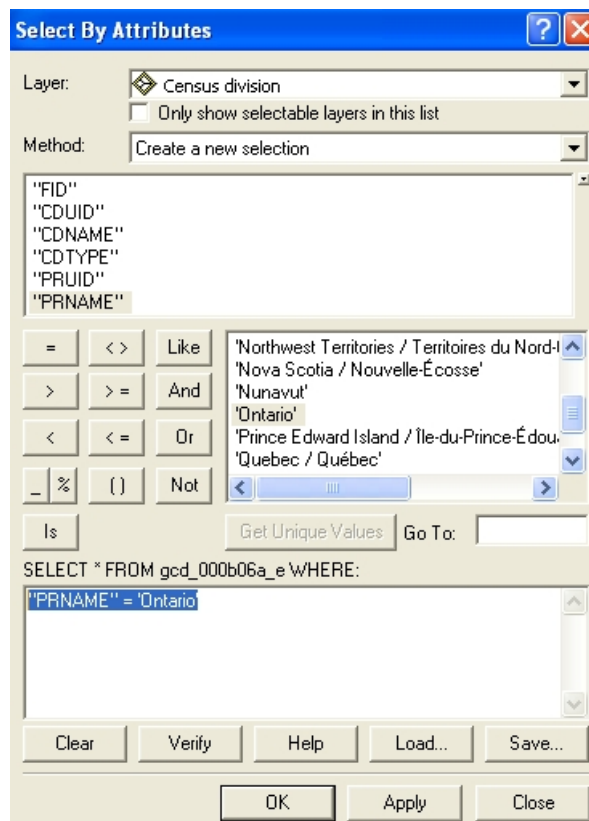 Select By Attributes
Layer: Census division
Only show selectable layers in this list
Method: Create a new selection
"FID"
"CDUID"
"CDNAME"
"CDTYPE"
"PRUID"
"PRNAME"
= < > Like
> > = And
< < = Or
_ % ( ) Not
Is
'Northwest Territories / Territoires du Nord-
'Nova Scotia / Nouvelle-Écosse'
'Nunavut'
'Ontario'
'Prince Edward Island / Île-du-Prince-Édou
'Quebec / Québec'
Get Unique Values Go To:
SELECT * FROM gcd_000b06a_e WHERE:
"PRNAME" = 'Ontario'
Clear Verify Help Load... Save...
OK Apply Close